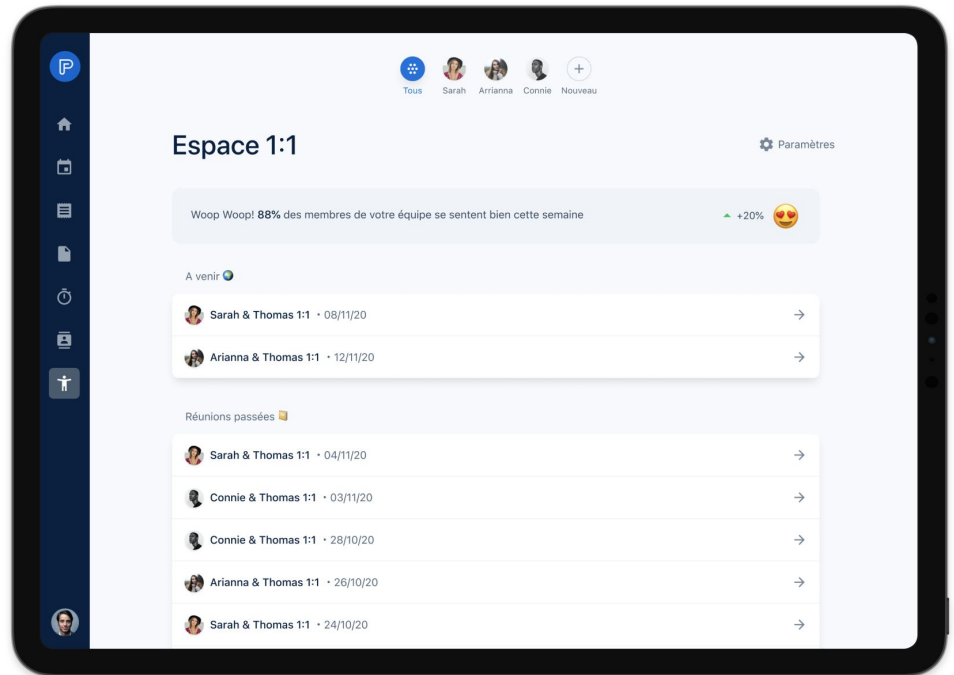 P
Tous
Sarah
Arrianna
Connie
Nouveau
Espace 1:1
Paramètres
Woop Woop! 88% des membres de votre équipe se sentent bien cette semaine
+20%
A venir
Sarah & Thomas 1:1 • 08/11/20
Arianna & Thomas 1:1 • 12/11/20
Réunions passées
Sarah & Thomas 1:1 • 04/11/20
Connie & Thomas 1:1 • 03/11/20
Connie & Thomas 1:1 • 28/10/20
Arianna & Thomas 1:1 • 26/10/20
Sarah & Thomas 1:1 • 24/10/20